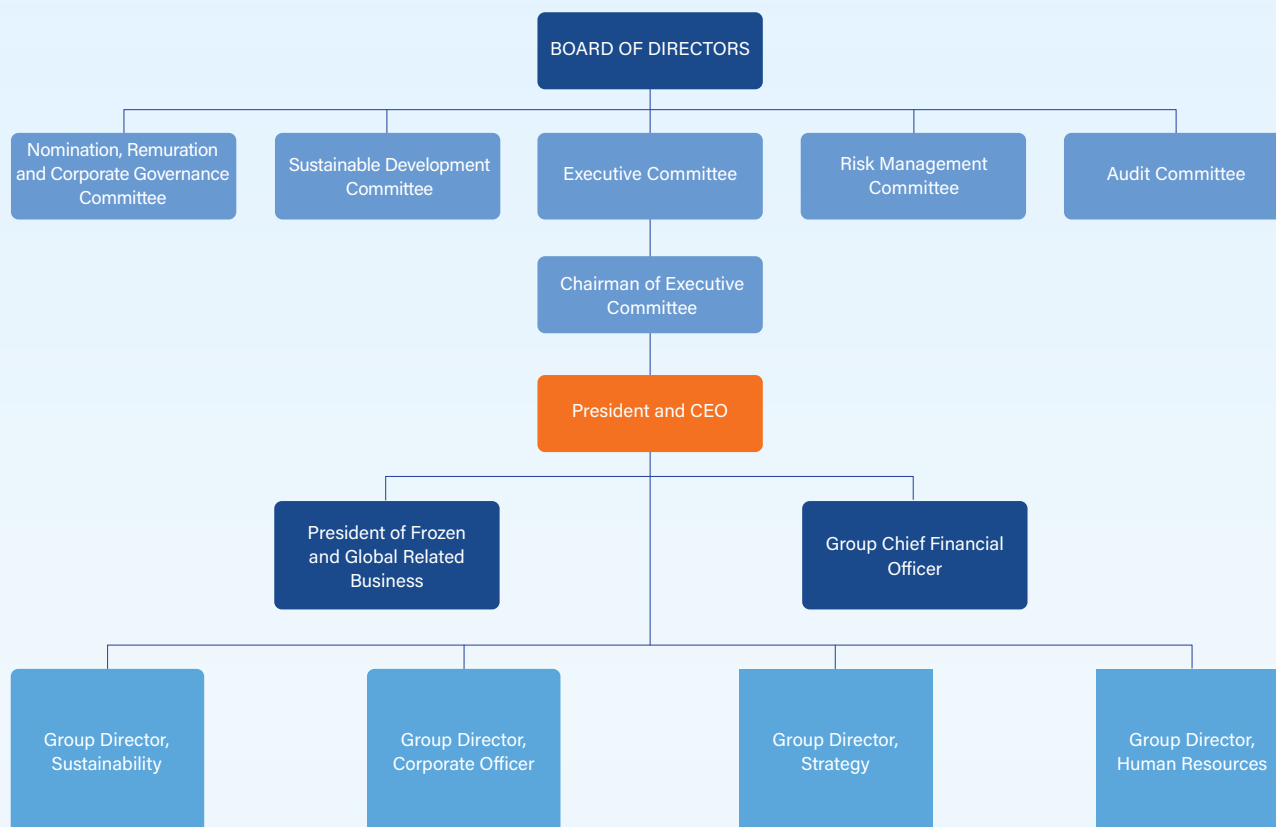 BOARD OF DIRECTORS
Nomination, Remuration
and Corporate Governance
Committee
Sustainable Development
Committee
Executive Committee
Risk Management
Committee
Audit Committee
Chairman of Executive
Committee
President and CEO
President of Frozen
and Global Related
Business
Group Chief Financial
Officer
Group Director,
Sustainability
Group Director,
Corporate Officer
Group Director,
Strategy
Group Director,
Human Resources